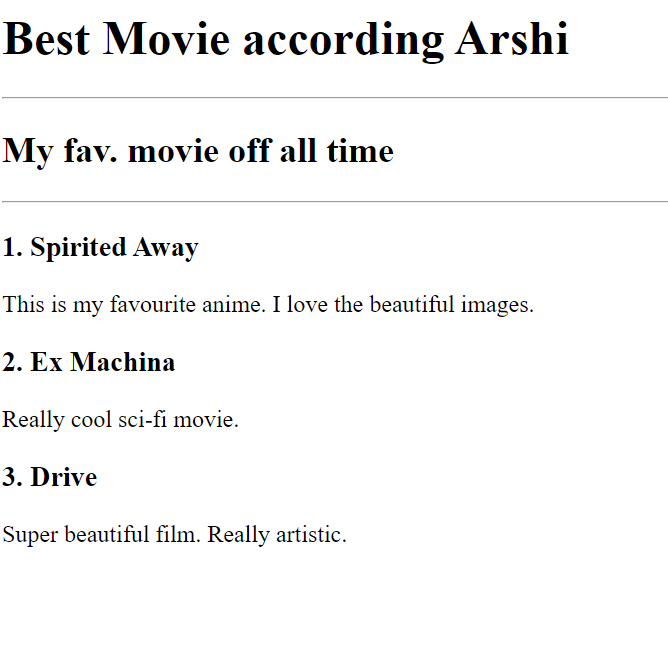 Best Movie according Arshi
My fav. movie off all time
1. Spirited Away
This is my favourite anime. I love the beautiful images.
2. Ex Machina
Really cool sci-fi movie.
3. Drive
Super beautiful film. Really artistic.